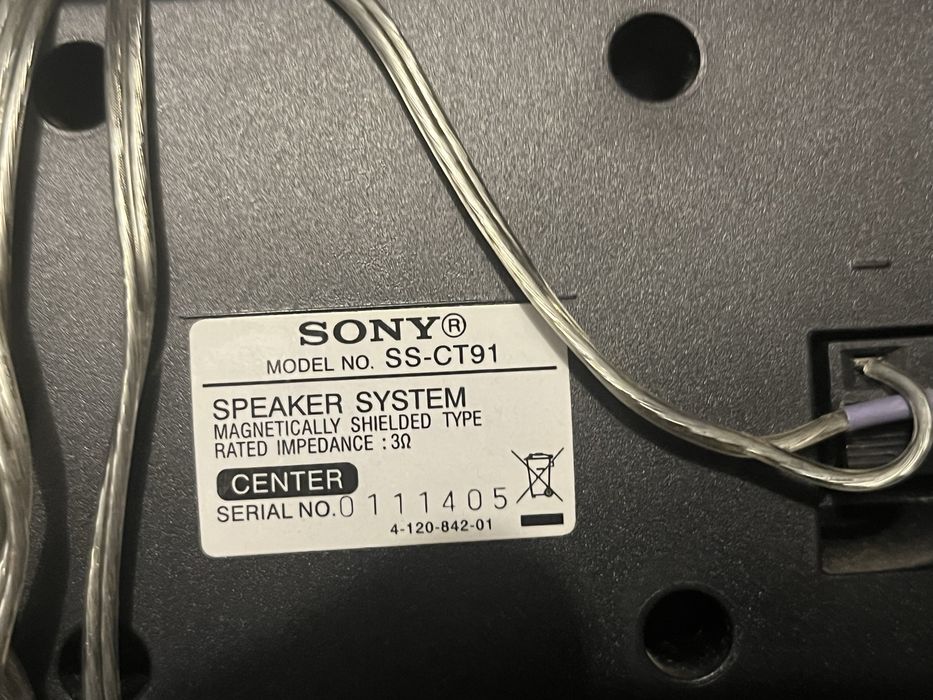 SONY®
MODEL NO. SS-CT91
SPEAKER SYSTEM
MAGNETICALLY SHIELDED TYPE
RATED IMPEDANCE : 3Ω
CENTER
SERIAL NO. 0111405
4-120-842-01